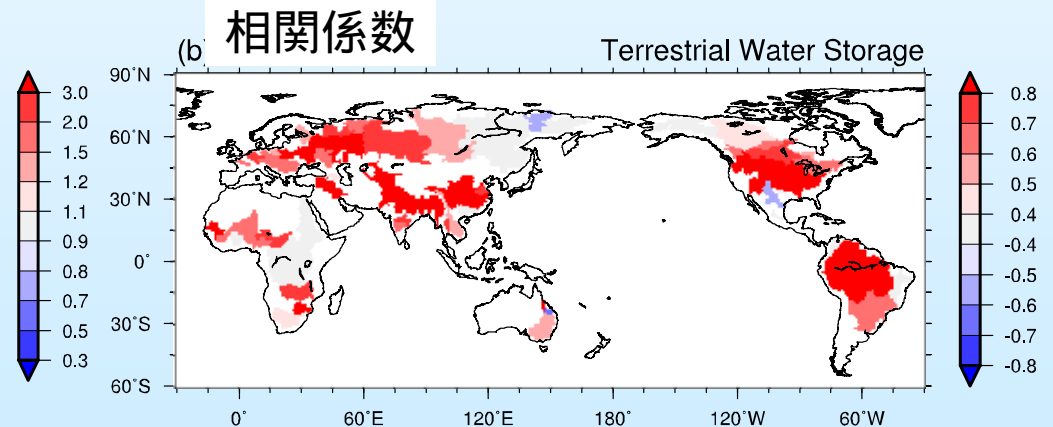 相関係数
(b) Terrestrial Water Storage
90˚N
60˚N
30˚N
0˚
30˚S
60˚S
0˚ 60˚E 120˚E 180˚ 120˚W 60˚W
3.0
2.0
1.5
1.2
1.1
0.9
0.8
0.7
0.5
0.3
0.8
0.7
0.6
0.5
0.4
-0.4
-0.5
-0.6
-0.7
-0.8